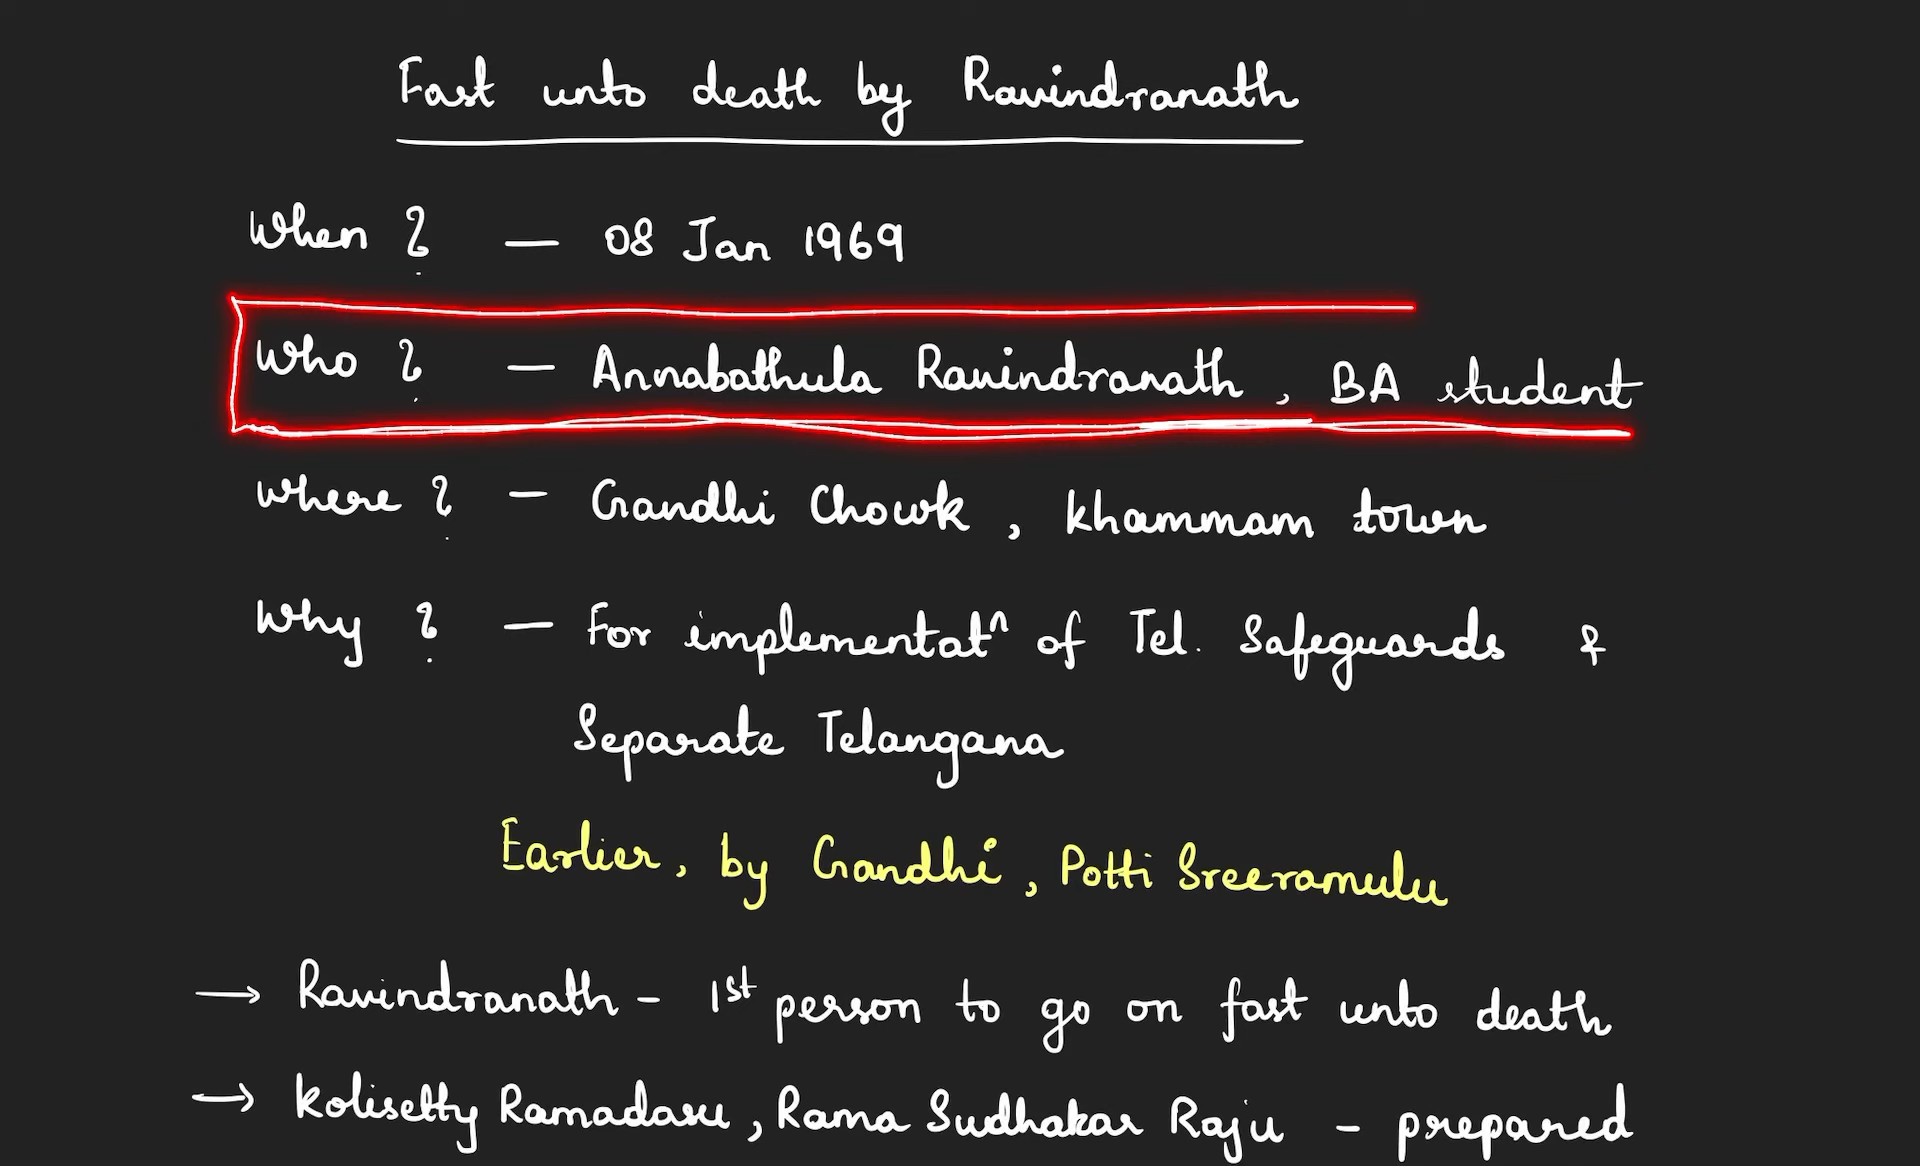 Fast unto death by Ravindranath
When ? — 08 Jan 1969
Who ? — Annabathula Ravindranath, BA student
Where ? — Gandhi Chowk, Khammam town
Why ? — For implementatⁿ of Tel. Safeguards &
Separate Telangana
Earlier, by Gandhi, Potti Sreeramulu
→ Ravindranath - 1st person to go on fast unto death
→ Kolisetty Ramadasu, Rama Sudhakar Raju - prepared